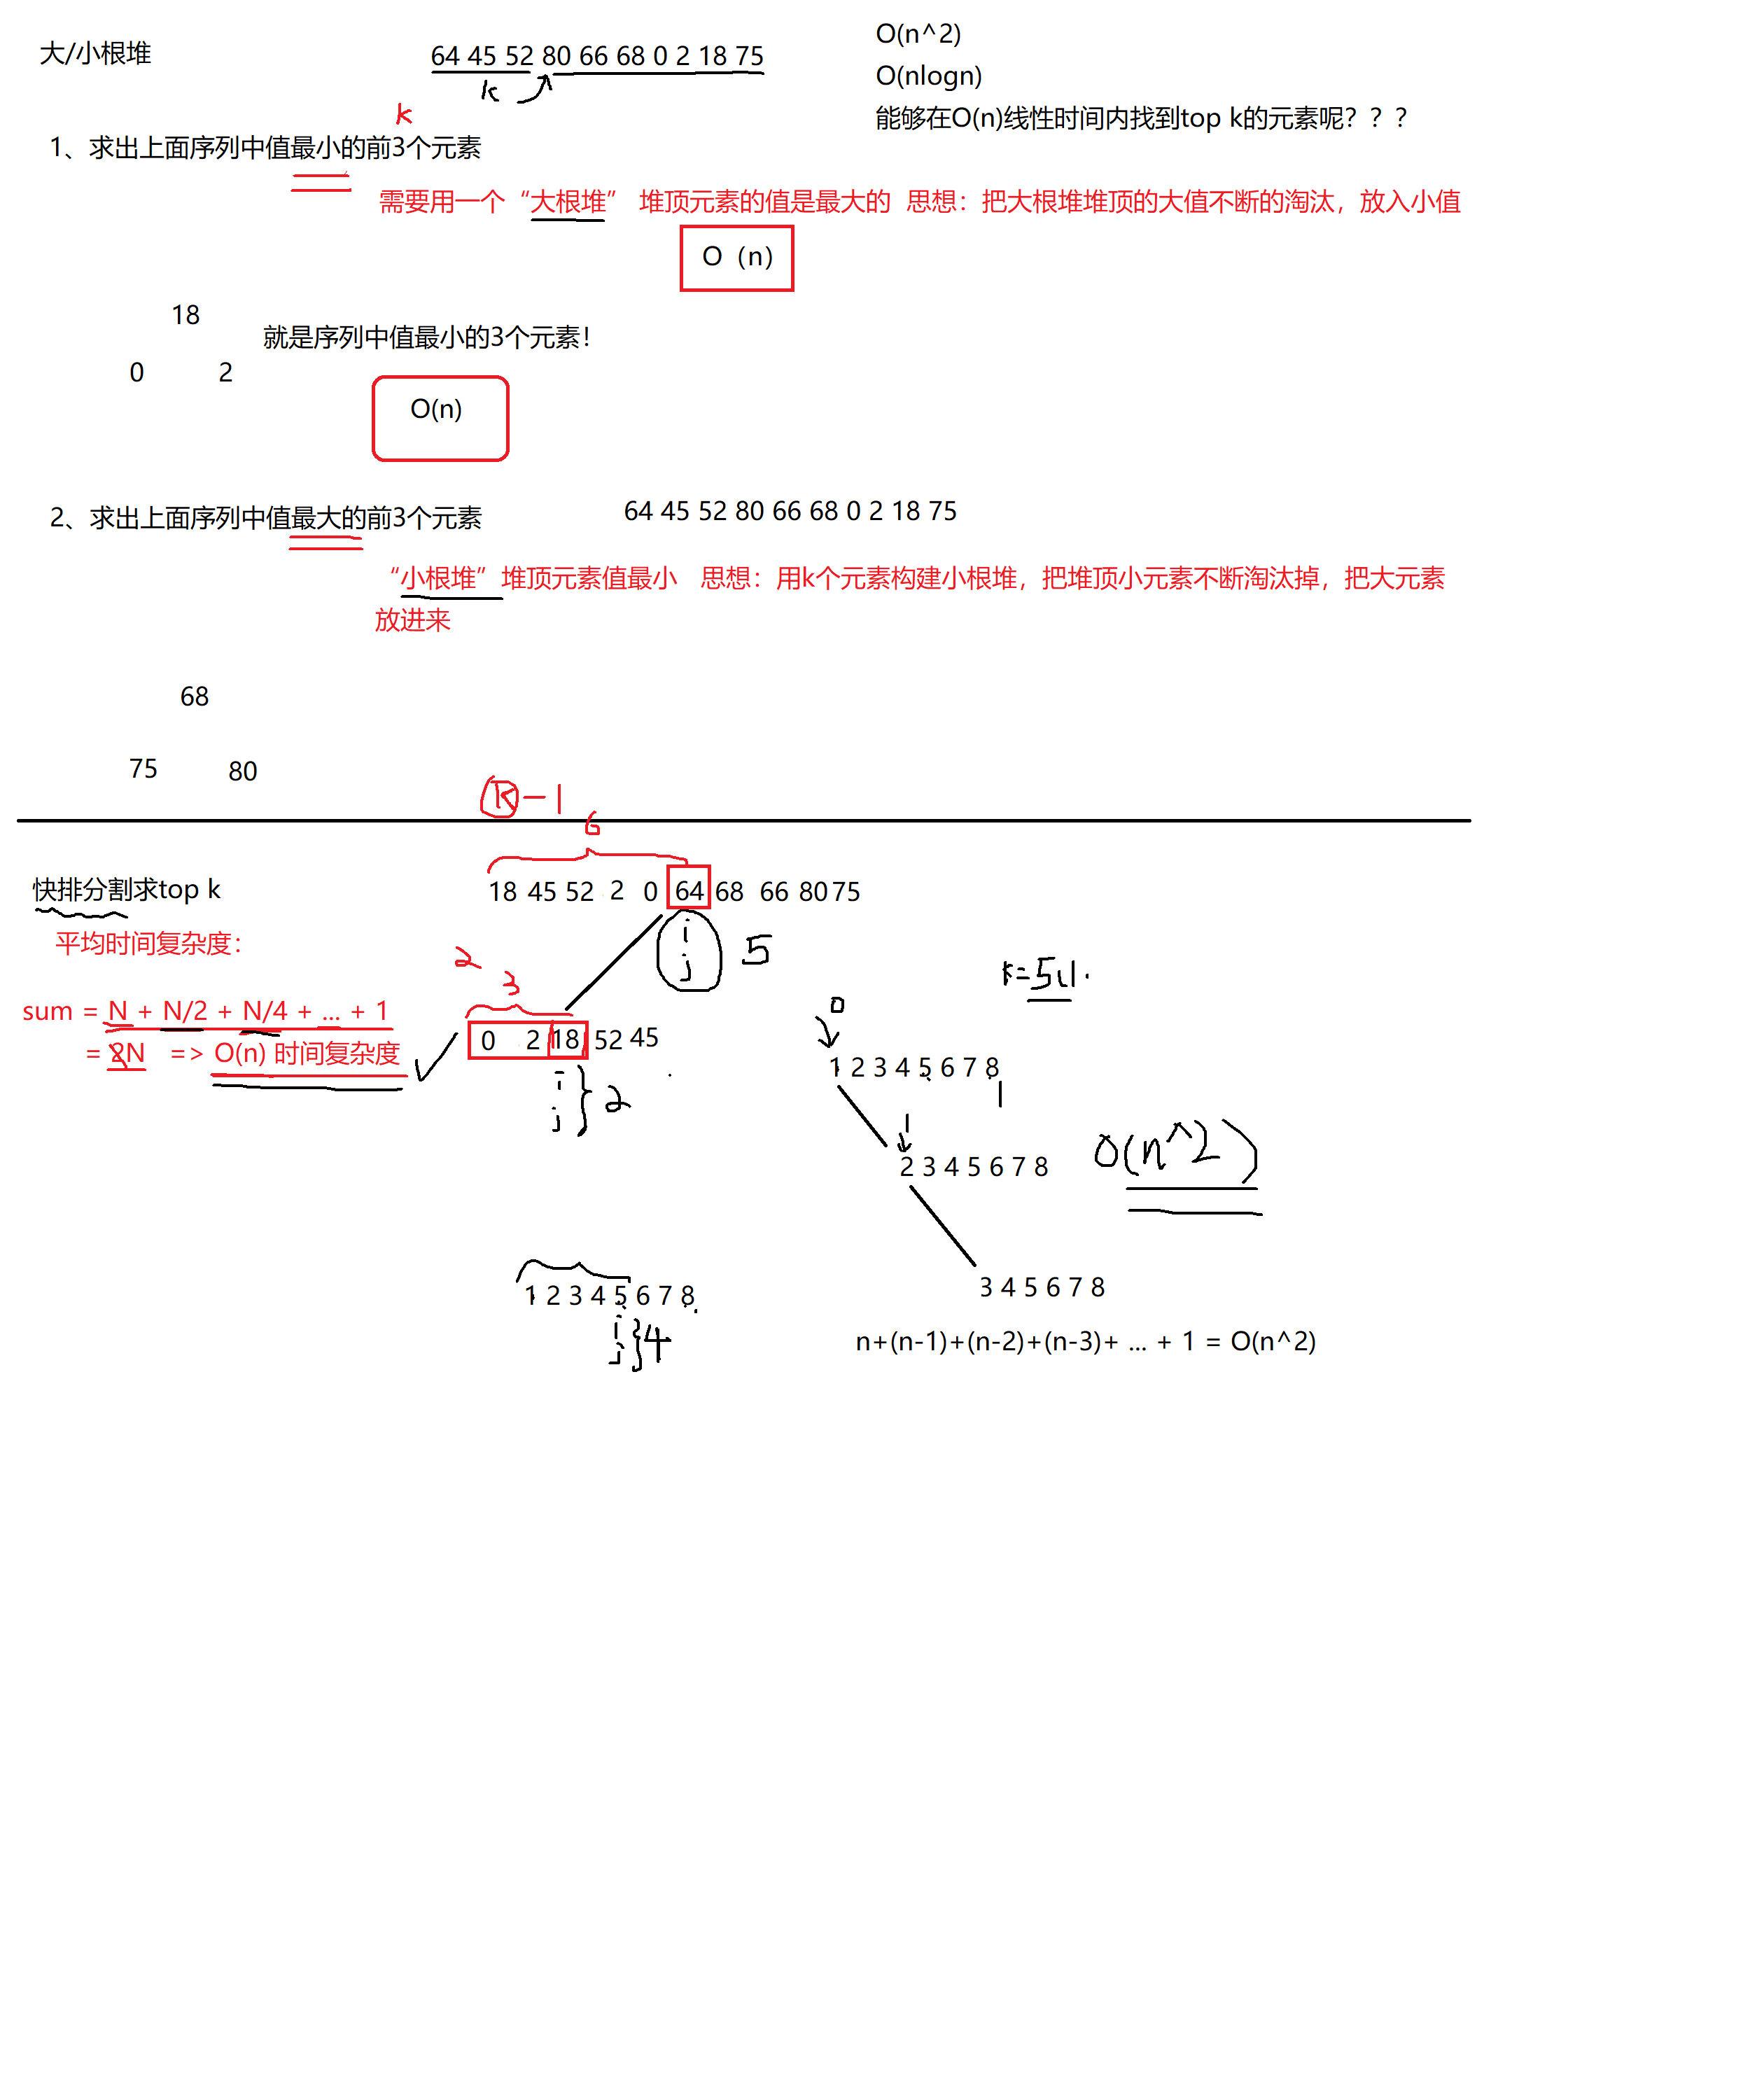 大/小根堆
64 45 52 80 66 68 0 2 18 75
k
O(n^2)
O(nlogn)
能够在O(n)线性时间内找到top k的元素呢？？？
k
1、求出上面序列中值最小的前3个元素
需要用一个“大根堆” 堆顶元素的值是最大的 思想：把大根堆堆顶的大值不断的淘汰，放入小值
O（n）
18
0 2
就是序列中值最小的3个元素！
O(n)
2、求出上面序列中值最大的前3个元素
64 45 52 80 66 68 0 2 18 75
“小根堆”堆顶元素值最小 思想：用k个元素构建小根堆，把堆顶小元素不断淘汰掉，把大元素
放进来
68
75 80
K-1
6
快排分割求top k
18 45 52 2 0 64 68 66 80 75
i
j
5
平均时间复杂度：
sum = N + N/2 + N/4 + ... + 1
= 2N => O(n) 时间复杂度
2
3
0 2 18 52 45
i
j
2
k=5
0
1 2 3 4 5 6 7 8
1
2 3 4 5 6 7 8
O(n^2)
3 4 5 6 7 8
n+(n-1)+(n-2)+(n-3)+ ... + 1 = O(n^2)
1 2 3 4 5 6 7 8
i
j
4